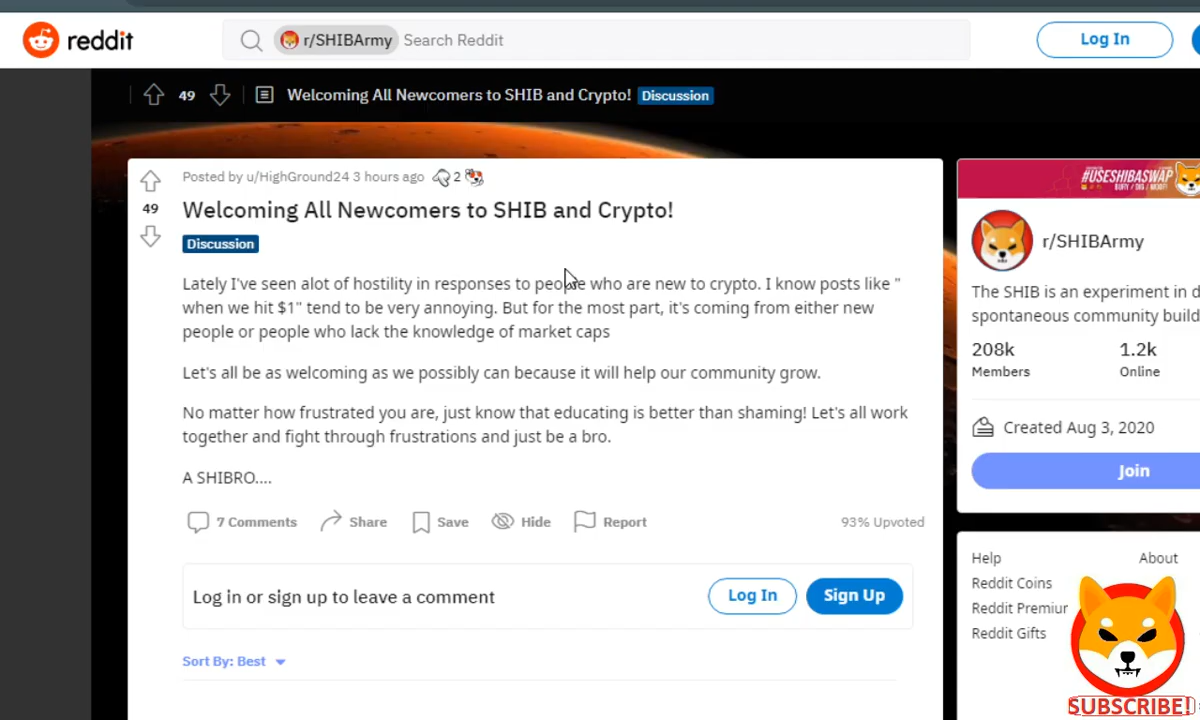 reddit
r/SHIBArmy Search Reddit
Log In
49 Welcoming All Newcomers to SHIB and Crypto! Discussion
Posted by u/HighGround24 3 hours ago 2
49
Welcoming All Newcomers to SHIB and Crypto!
Discussion
Lately I've seen alot of hostility in responses to people who are new to crypto. I know posts like "
when we hit $1" tend to be very annoying. But for the most part, it's coming from either new
people or people who lack the knowledge of market caps
Let's all be as welcoming as we possibly can because it will help our community grow.
No matter how frustrated you are, just know that educating is better than shaming! Let's all work
together and fight through frustrations and just be a bro.
A SHIBRO....
7 Comments Share Save Hide Report 93% Upvoted
Log in or sign up to leave a comment Log In Sign Up
Sort By: Best
#USESHIBASWAP
BURY / DIG / WOOF!
r/SHIBArmy
The SHIB is an experiment in d
spontaneous community build
208k 1.2k
Members Online
Created Aug 3, 2020
Join
Help About
Reddit Coins
Reddit Premiu
Reddit Gifts
SUBSCRIBE!